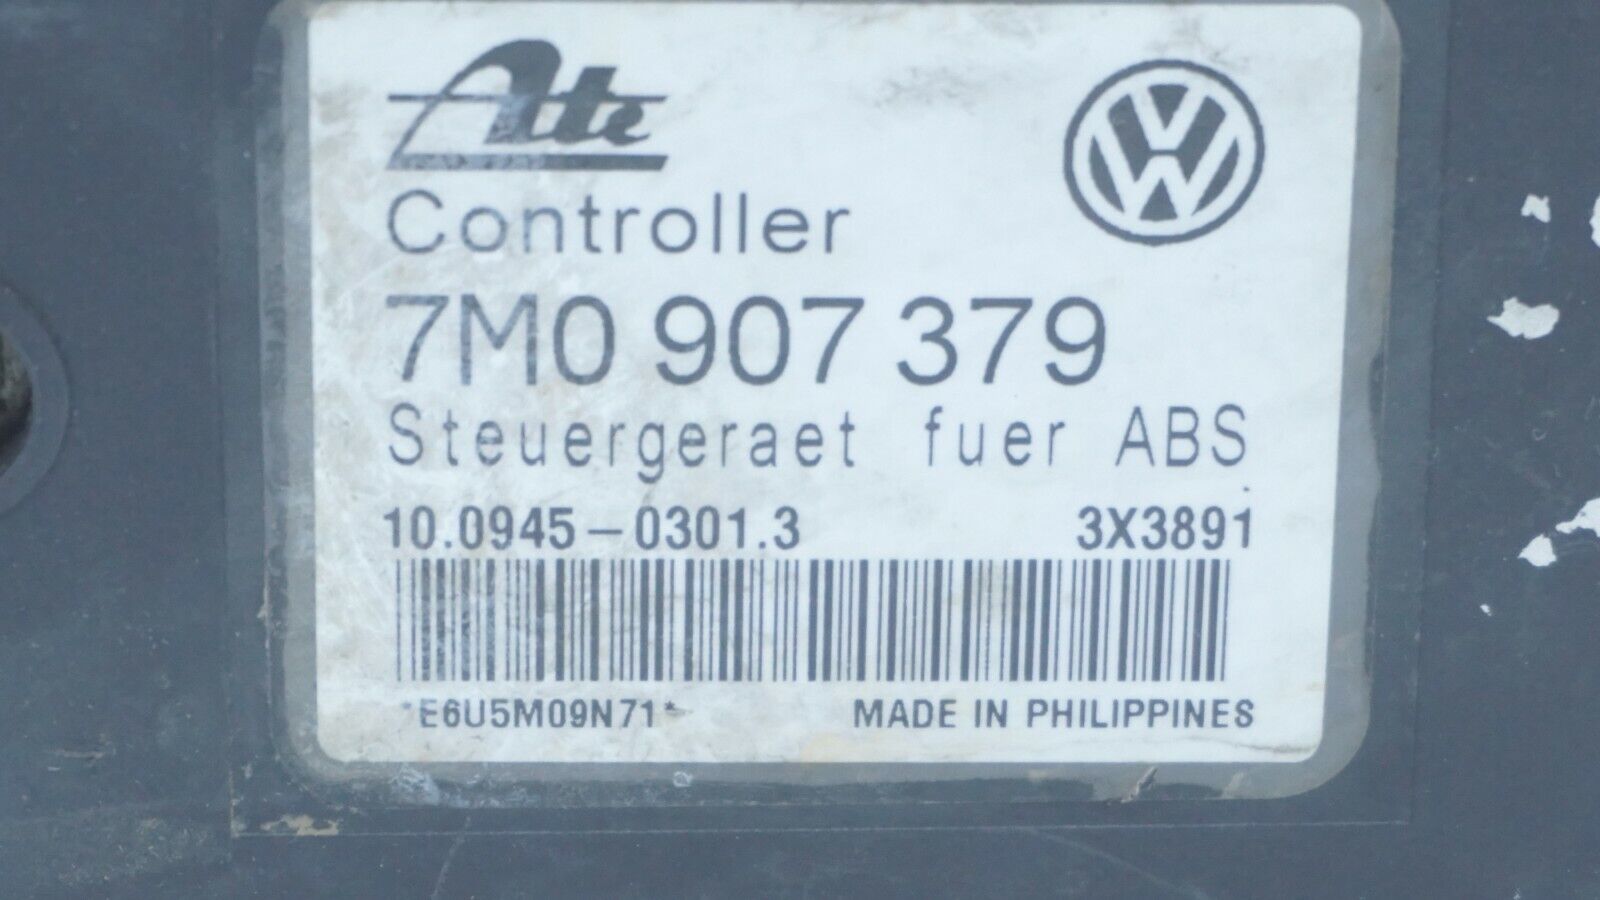 Ate
Controller
7M0 907 379
Steuergeraet fuer ABS
10.0945-0301.3 3X3891
*E6U5M09N71* MADE IN PHILIPPINES